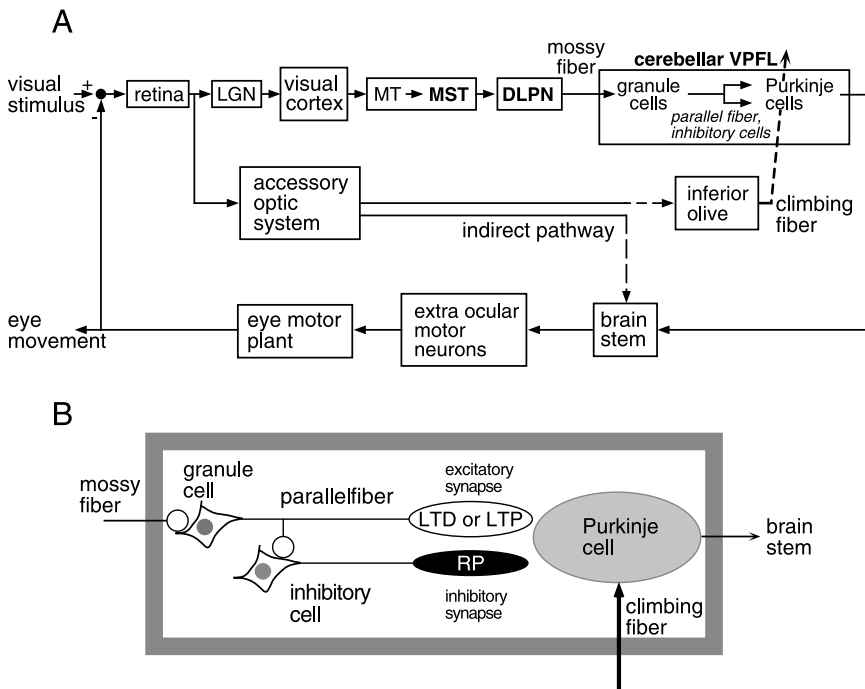 A
visual
stimulus
+
-
retina
LGN
visual
cortex
MT
MST
DLPN
mossy
fiber
cerebellar VPFL
granule
cells
Purkinje
cells
parallel fiber,
inhibitory cells
accessory
optic
system
inferior
olive
climbing
fiber
indirect pathway
eye
movement
eye motor
plant
extra ocular
motor
neurons
brain
stem
B
mossy
fiber
granule
cell
parallelfiber
excitatory
synapse
LTD or LTP
Purkinje
cell
brain
stem
RP
inhibitory
cell
inhibitory
synapse
climbing
fiber